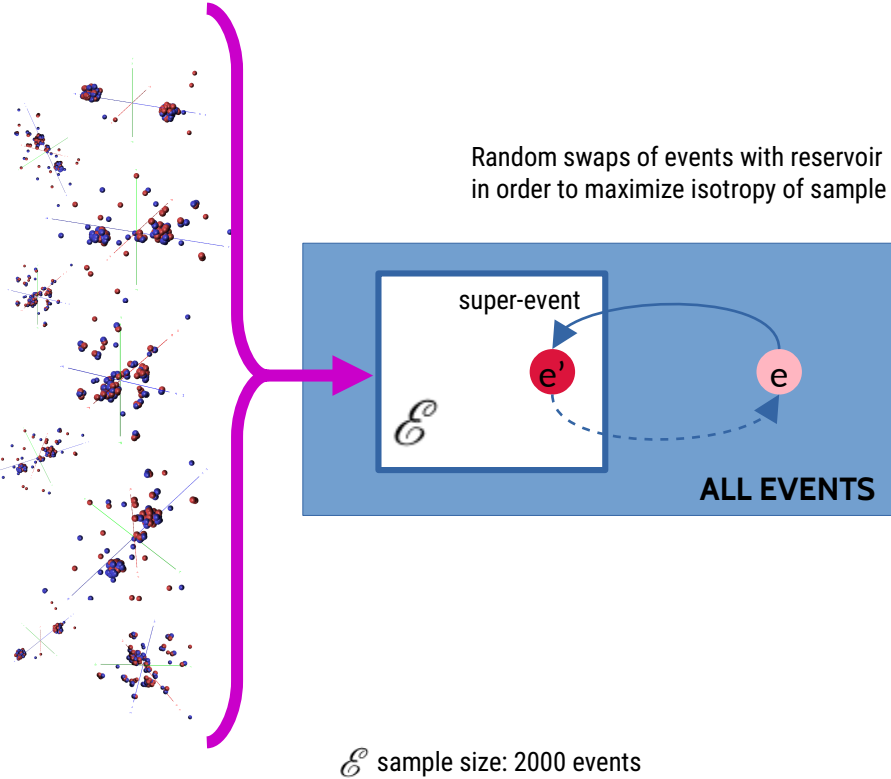 Random swaps of events with reservoir
in order to maximize isotropy of sample
super-event
e’
e
ℰ
ALL EVENTS
ℰ sample size: 2000 events